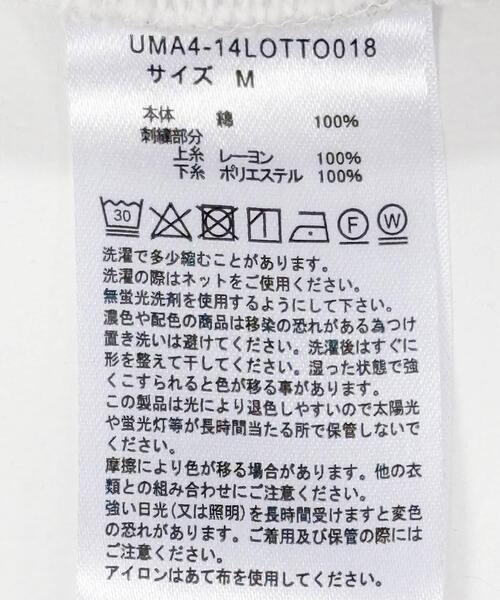 UMA4-14LOTTO018
サイズ M
本体 綿 100%
刺繍部分
上糸 レーヨン 100%
下糸 ポリエステル 100%
30 F W
洗濯で多少縮むことがあります。
洗濯の際はネットをご使用ください。
無蛍光洗剤を使用するようにして下さい。
濃色や配色の商品は移染の恐れがある為つけ
置き洗いは避けてください。洗濯後はすぐに
形を整えて干してください。湿った状態で強
くこすられると色が移る事があります。
この製品は光により退色しやすいので太陽光
や蛍光灯等が長時間当たる所で保管しないで
ください。
摩擦により色が移る場合があります。他の衣
類との組み合わせにご注意ください。
強い日光(又は照明)を長時間受けますと変色
の恐れがあります。ご着用及び保管の際には
ご注意ください。
アイロンはあて布を使用してください。